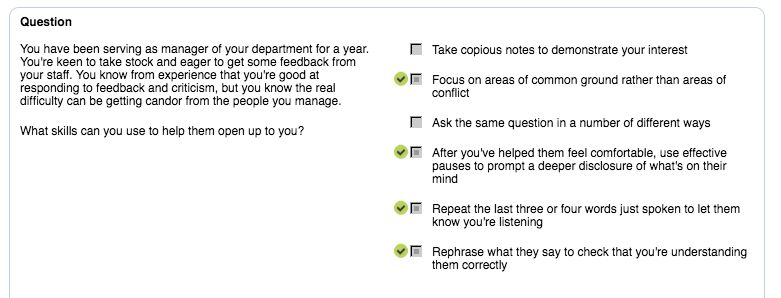 Question
You have been serving as manager of your department for a year.
You're keen to take stock and eager to get some feedback from
your staff. You know from experience that you're good at
responding to feedback and criticism, but you know the real
difficulty can be getting candor from the people you manage.
What skills can you use to help them open up to you?
Take copious notes to demonstrate your interest
Focus on areas of common ground rather than areas of
conflict
Ask the same question in a number of different ways
After you've helped them feel comfortable, use effective
pauses to prompt a deeper disclosure of what's on their
mind
Repeat the last three or four words just spoken to let them
know you're listening
Rephrase what they say to check that you're understanding
them correctly